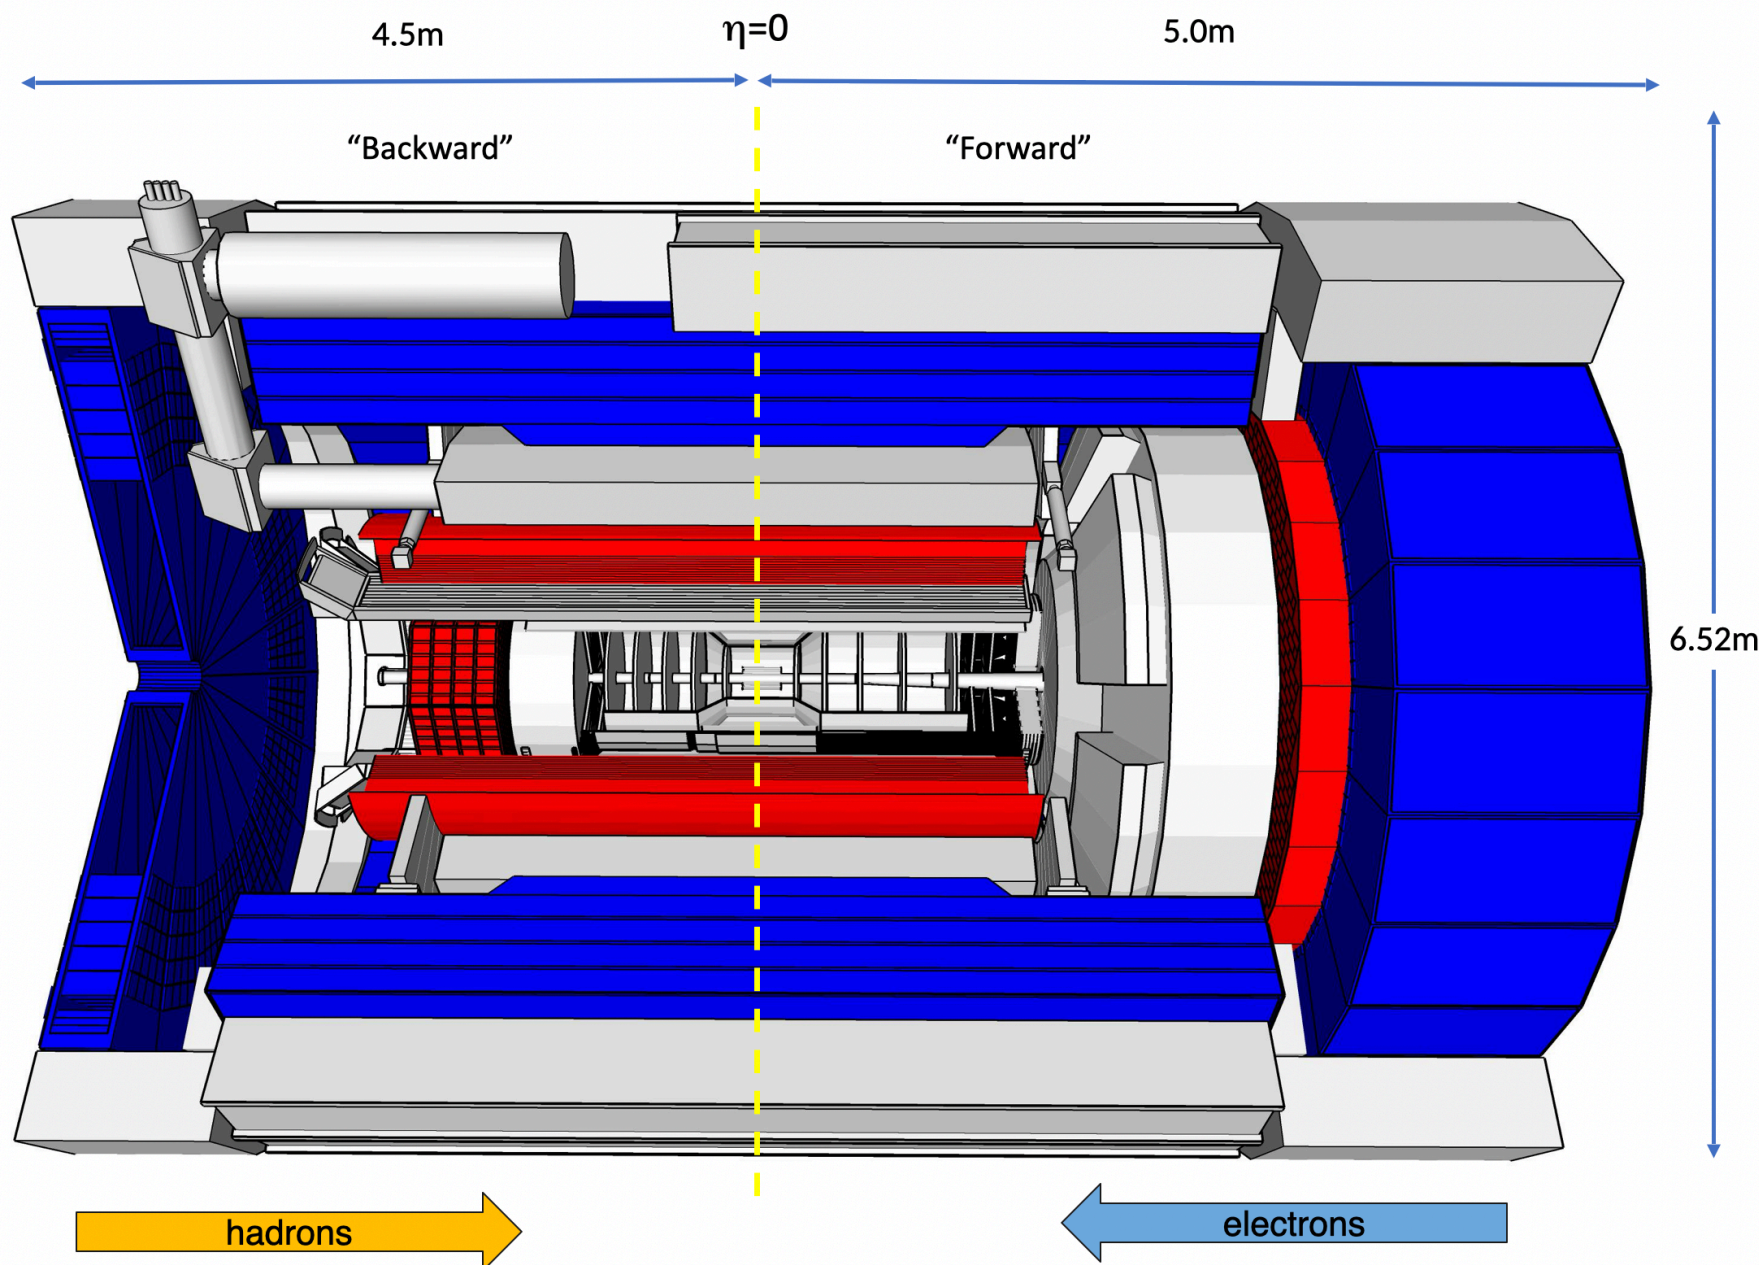 4.5m
η=0
5.0m
“Backward”
“Forward”
6.52m
hadrons
electrons